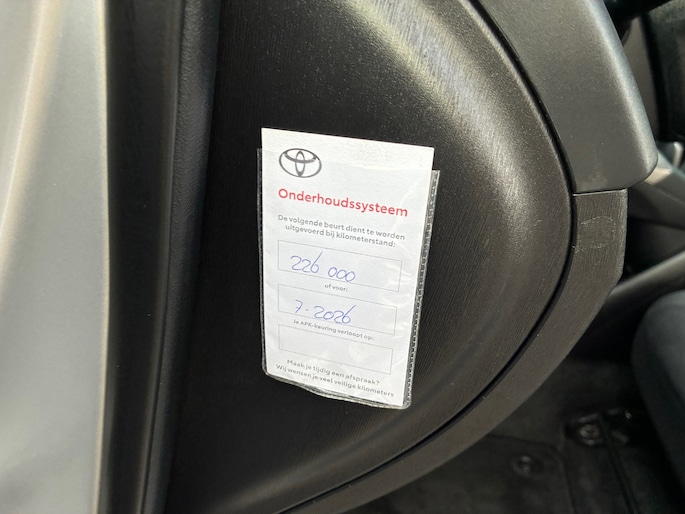 Onderhoudssysteem
De volgende beurt dient te worden
uitgevoerd bij kilometerstand:
226 000
of voor:
7-2026
Je APK-keuring verloopt op:
Maak je tijdig een afspraak?
Wij wensen je veel veilige kilometers